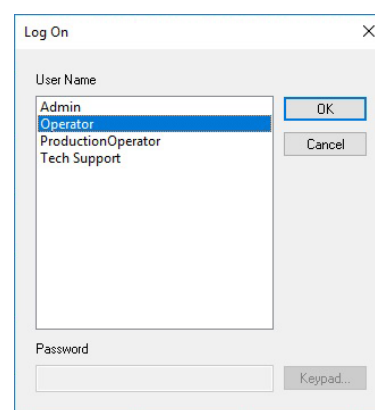 Log On
User Name
Admin
Operator
ProductionOperator
Tech Support
OK
Cancel
Password
Keypad...